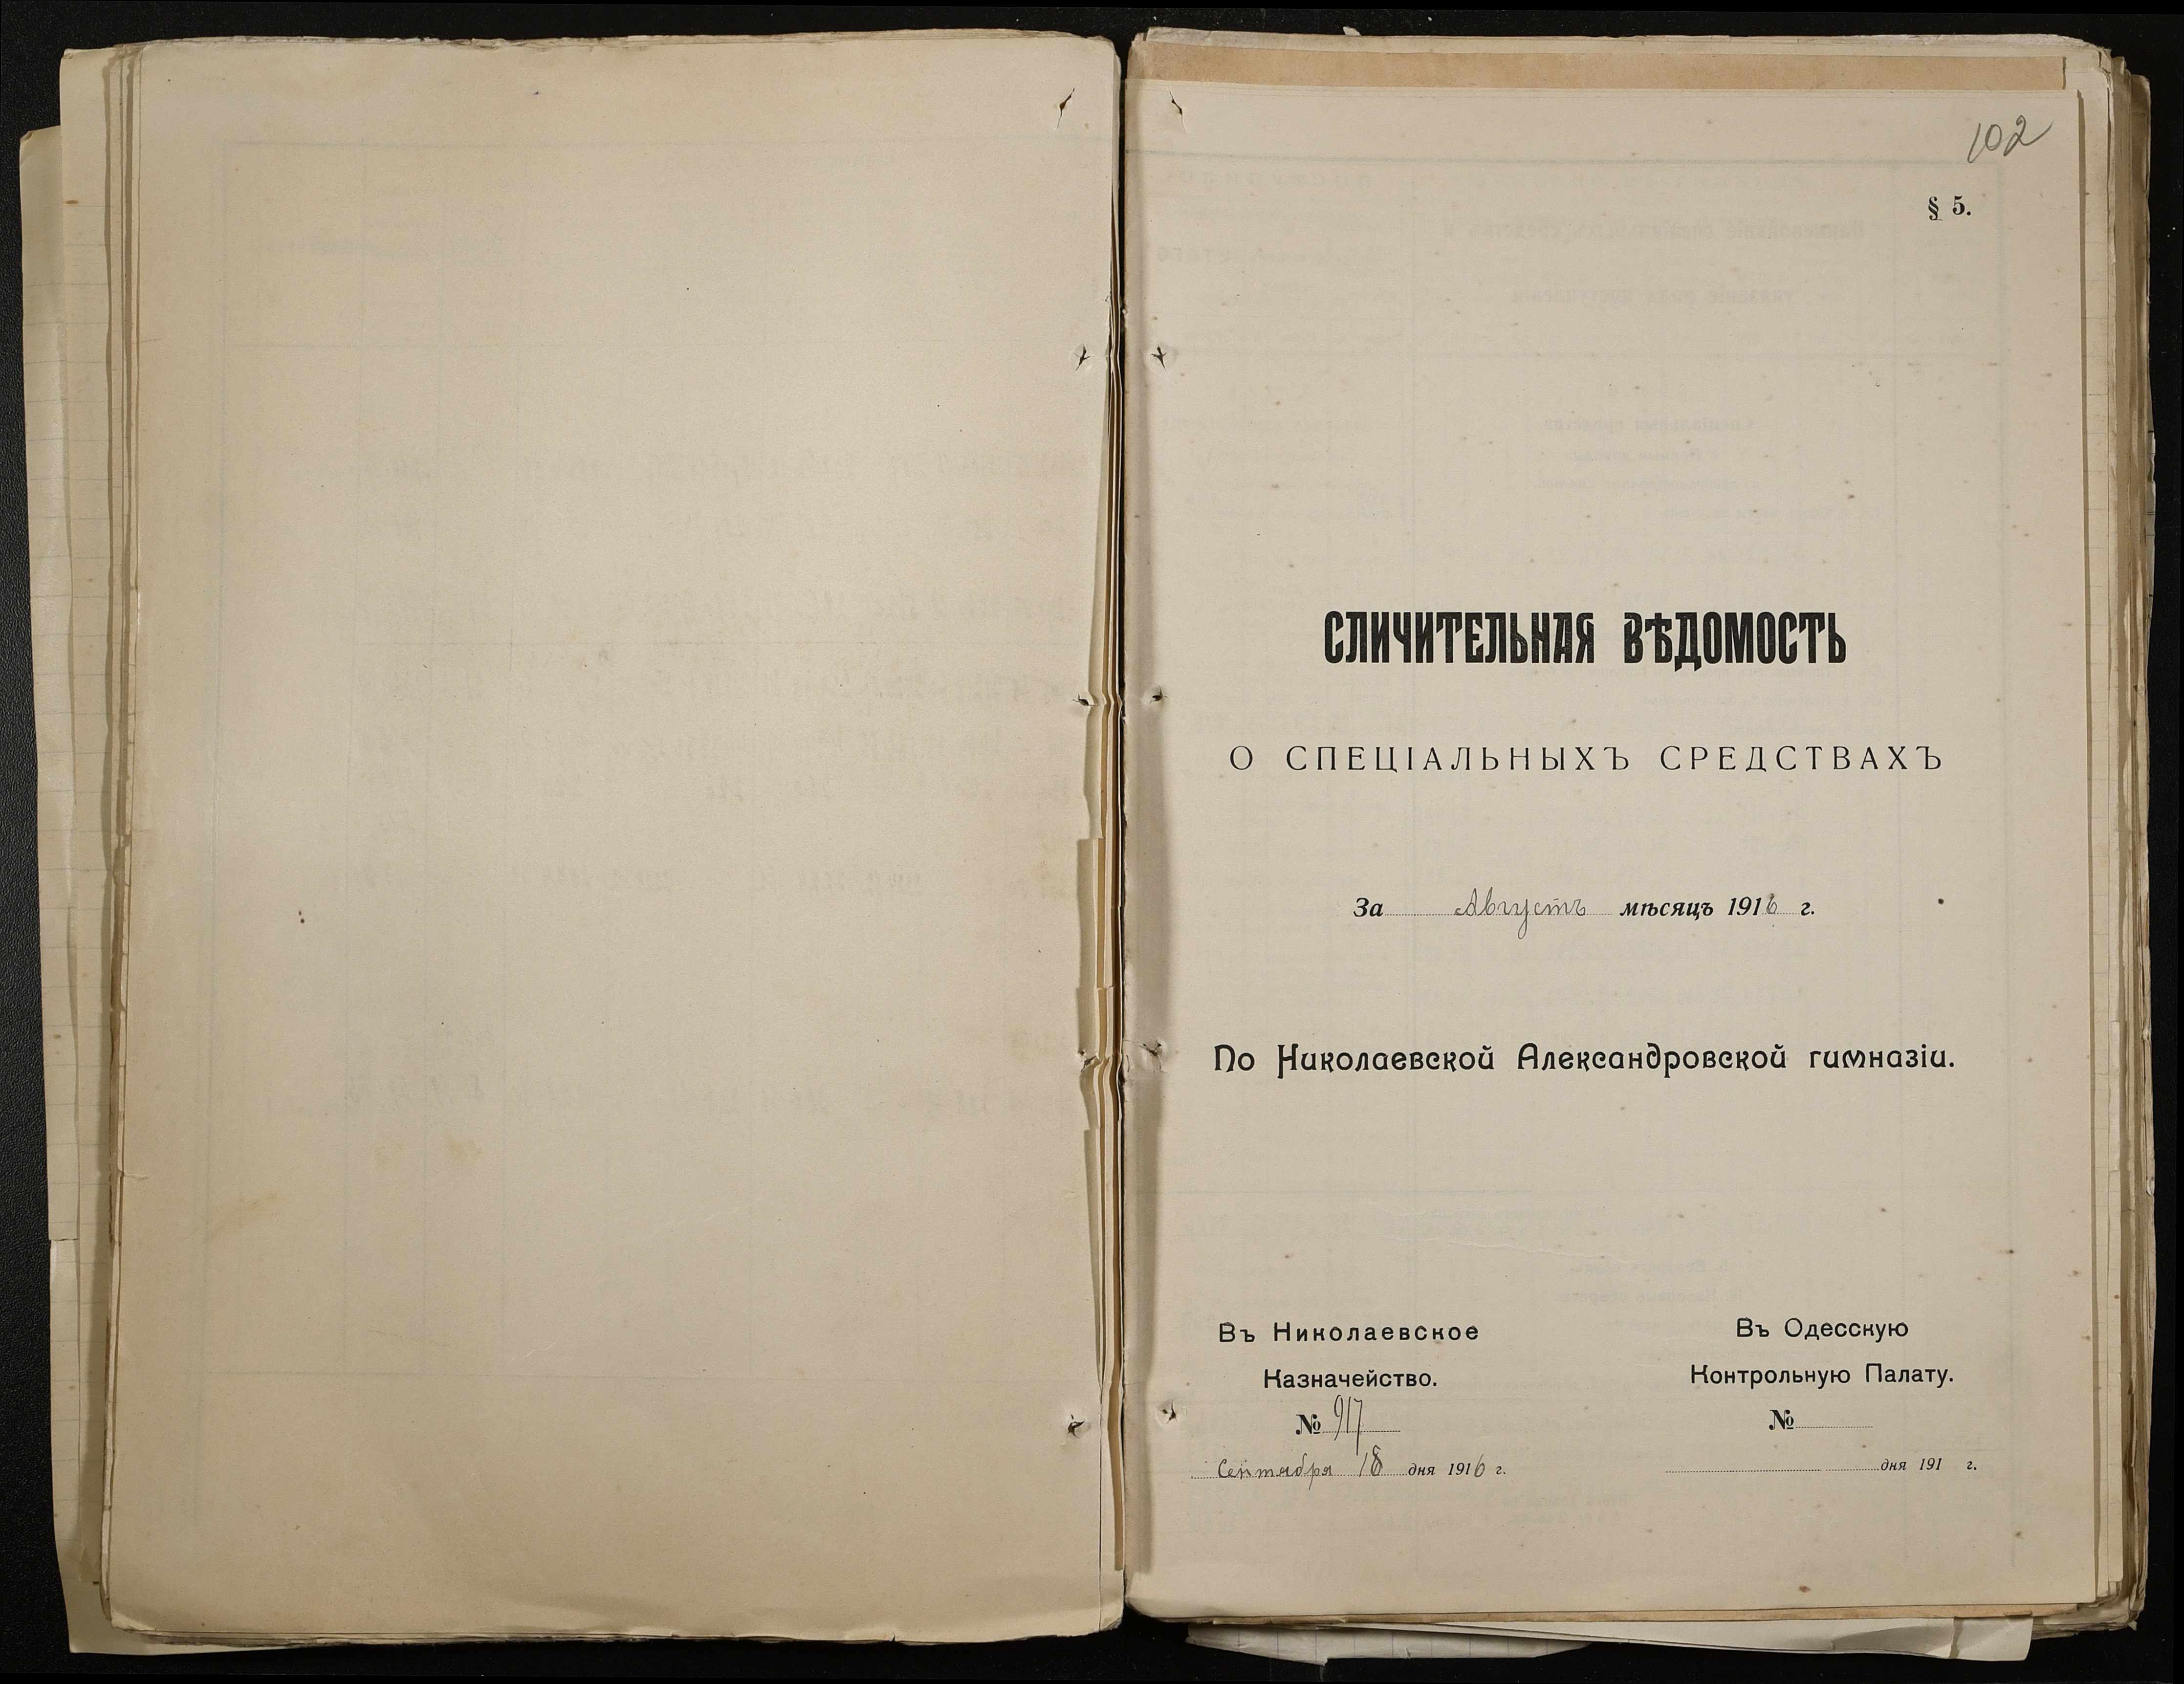 102
§ 5.
СЛИЧИТЕЛЬНАЯ ВѢДОМОСТЬ
О СПЕЦІАЛЬНЫХЪ СРЕДСТВАХЪ
За Августъ мѣсяцъ 1916 г.
По Николаевской Александровской гимназіи.
Въ Николаевское
Казначейство.
№ 917
Сентября 18 дня 1916 г.
Въ Одесскую
Контрольную Палату.
№
дня 191 г.